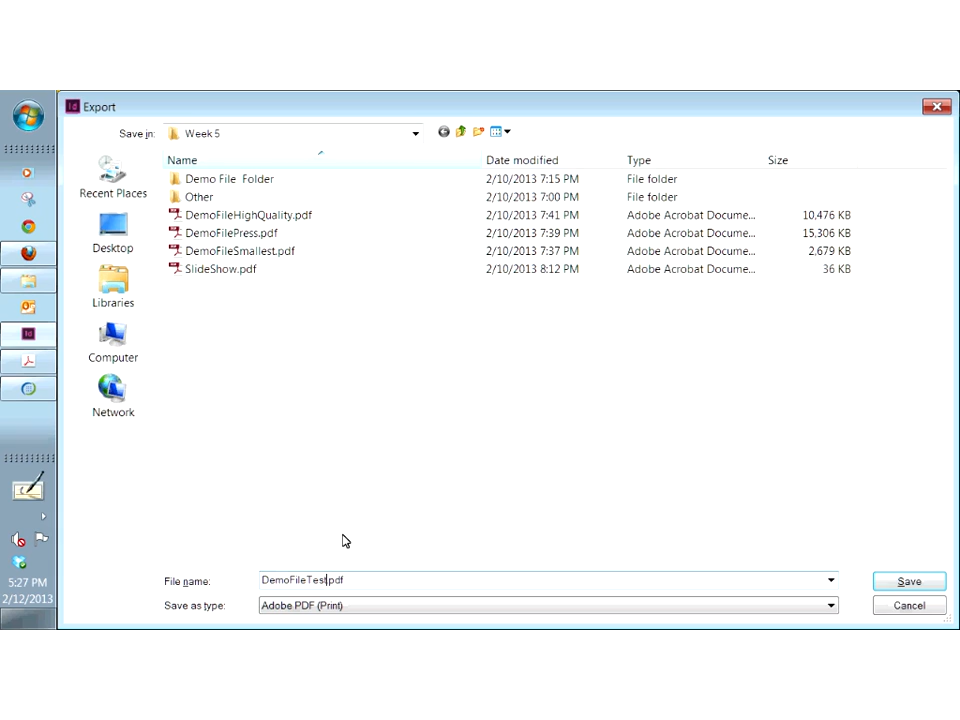 Id Export
Save in: Week 5
Name Date modified Type Size
Demo File Folder 2/10/2013 7:15 PM File folder
Other 2/10/2013 7:00 PM File folder
DemoFileHighQuality.pdf 2/10/2013 7:41 PM Adobe Acrobat Docume... 10,476 KB
DemoFilePress.pdf 2/10/2013 7:39 PM Adobe Acrobat Docume... 15,306 KB
DemoFileSmallest.pdf 2/10/2013 7:37 PM Adobe Acrobat Docume... 2,679 KB
SlideShow.pdf 2/10/2013 8:12 PM Adobe Acrobat Docume... 36 KB
Recent Places
Desktop
Libraries
Computer
Network
File name: DemoFileTest.pdf Save
Save as type: Adobe PDF (Print) Cancel
Id
5:27 PM
2/12/2013